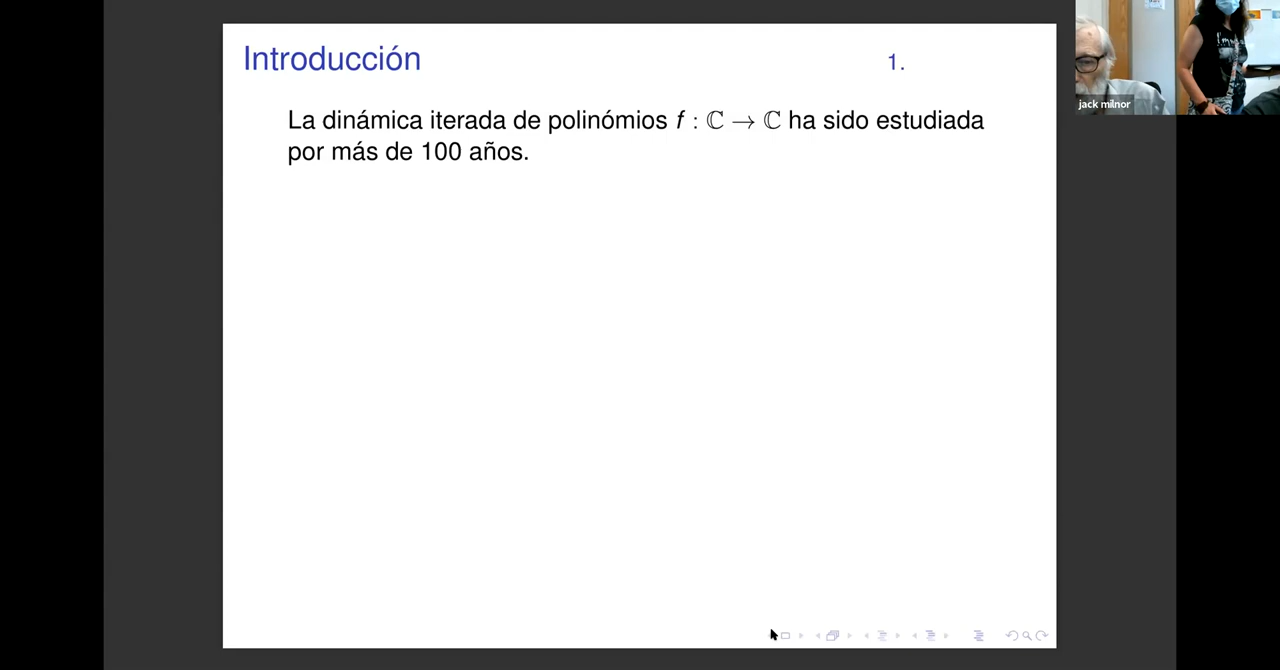 Introducción 1.
La dinámica iterada de polinómios f : ℂ → ℂ ha sido estudiada
por más de 100 años.
jack milnor